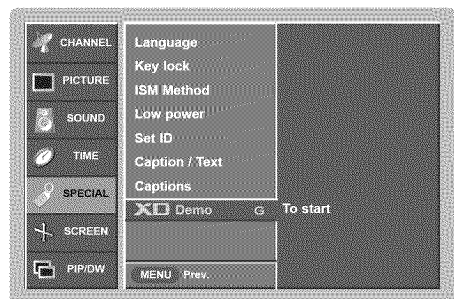 CHANNEL
PICTURE
SOUND
TIME
SPECIAL
SCREEN
PIP/DW
Language
Key lock
ISM Method
Low power
Set ID
Caption / Text
Captions
XD Demo G To start
MENU Prev.